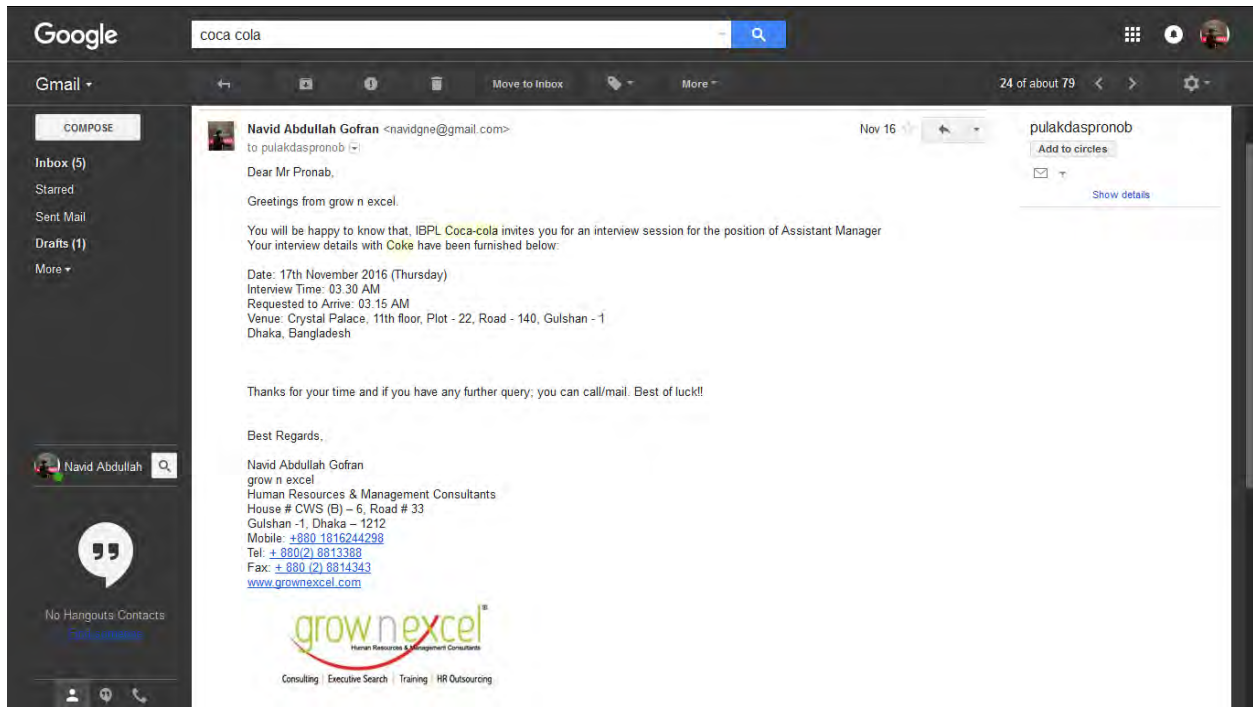 Google
coca cola
Gmail
Move to Inbox
More
24 of about 79
COMPOSE
Inbox (5)
Starred
Sent Mail
Drafts (1)
More
Navid Abdullah Gofran <navidgne@gmail.com>
Nov 16
to pulakdaspronob
Dear Mr Pronab,
Greetings from grow n excel.
You will be happy to know that, IBPL Coca-cola invites you for an interview session for the position of Assistant Manager
Your interview details with Coke have been furnished below:
Date: 17th November 2016 (Thursday)
Interview Time: 03.30 AM
Requested to Arrive: 03.15 AM
Venue: Crystal Palace, 11th floor, Plot - 22, Road - 140, Gulshan - 1
Dhaka, Bangladesh
Thanks for your time and if you have any further query; you can call/mail. Best of luck!!
Best Regards,
Navid Abdullah Gofran
grow n excel
Human Resources & Management Consultants
House # CWS (B) – 6, Road # 33
Gulshan -1, Dhaka – 1212
Mobile: +880 1816244298
Tel: + 880(2) 8813388
Fax: + 880 (2) 8814343
www.grownexcel.com
grow n excel
Human Resources & Management Consultants
Consulting | Executive Search | Training | HR Outsourcing
pulakdaspronob
Add to circles
Show details
Navid Abdullah
No Hangouts Contacts